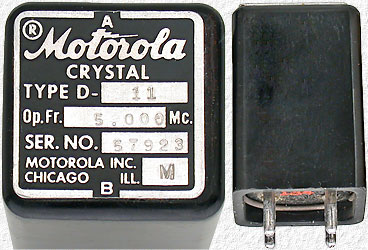 A
® Motorola
CRYSTAL
TYPE D- 11
Op. Fr. 5.000 Mc.
SER. NO. 57923
MOTOROLA INC.
CHICAGO ILL. M
B